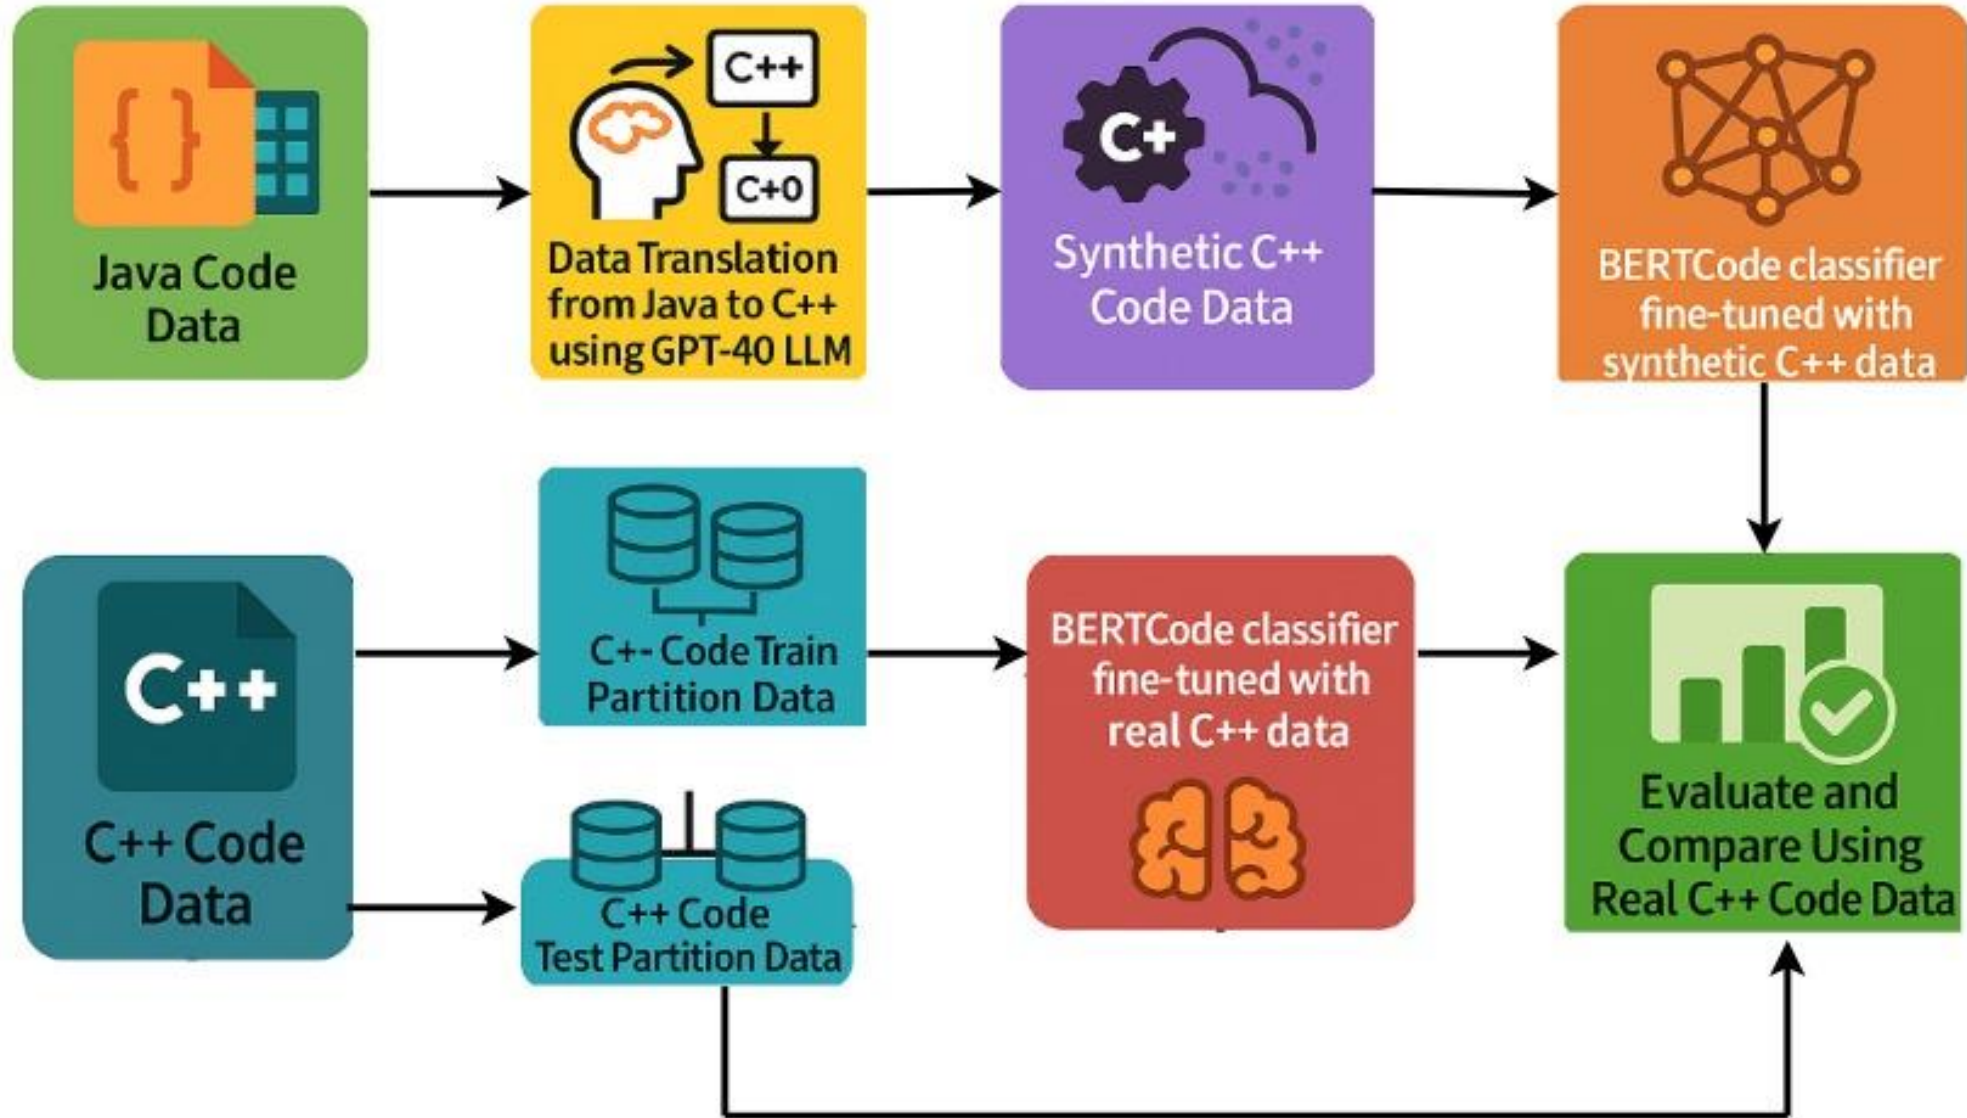 { }
Java Code
Data
C++
C+0
Data Translation
from Java to C++
using GPT-40 LLM
C+
Synthetic C++
Code Data
BERTCode classifier
fine-tuned with
synthetic C++ data
C++
C++ Code
Data
C+- Code Train
Partition Data
C++ Code
Test Partition Data
BERTCode classifier
fine-tuned with
real C++ data
Evaluate and
Compare Using
Real C++ Code Data